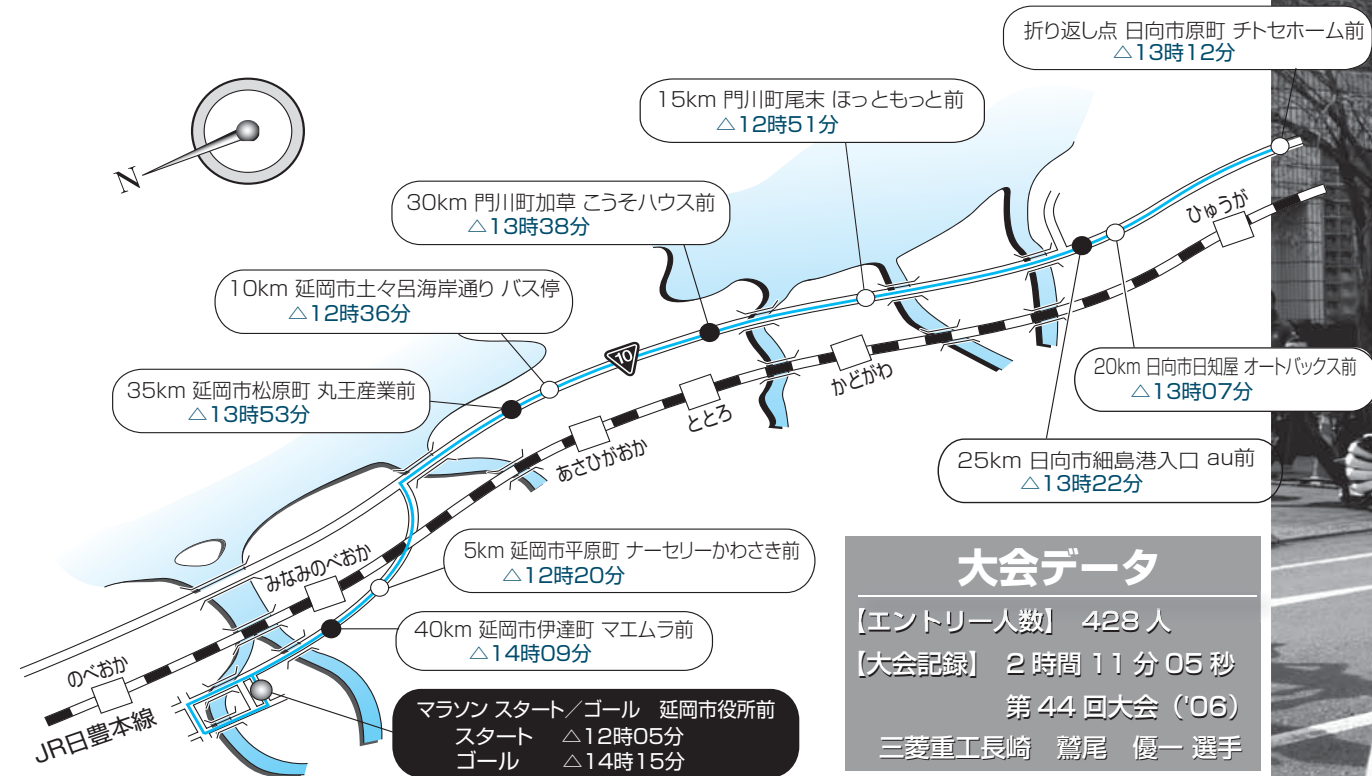 折り返し点 日向市原町 チトセホーム前
△13時12分
15km 門川町尾末 ほっともっと前
△12時51分
N
30km 門川町加草 こうそハウス前
△13時38分
ひゅうが
10km 延岡市土々呂海岸通り バス停
△12時36分
10
20km 日向市日知屋 オートバックス前
△13時07分
かどがわ
35km 延岡市松原町 丸王産業前
△13時53分
ととろ
あさひがおか
25km 日向市細島港入口 au前
△13時22分
5km 延岡市平原町 ナーセリーかわさき前
△12時20分
みなみのべおか
40km 延岡市伊達町 マエムラ前
△14時09分
のべおか
JR日豊本線
マラソン スタート／ゴール 延岡市役所前
スタート △12時05分
ゴール △14時15分
大会データ
【エントリー人数】 428人
【大会記録】 2時間11分05秒
第44回大会（'06）
三菱重工長崎 鷲尾 優一 選手